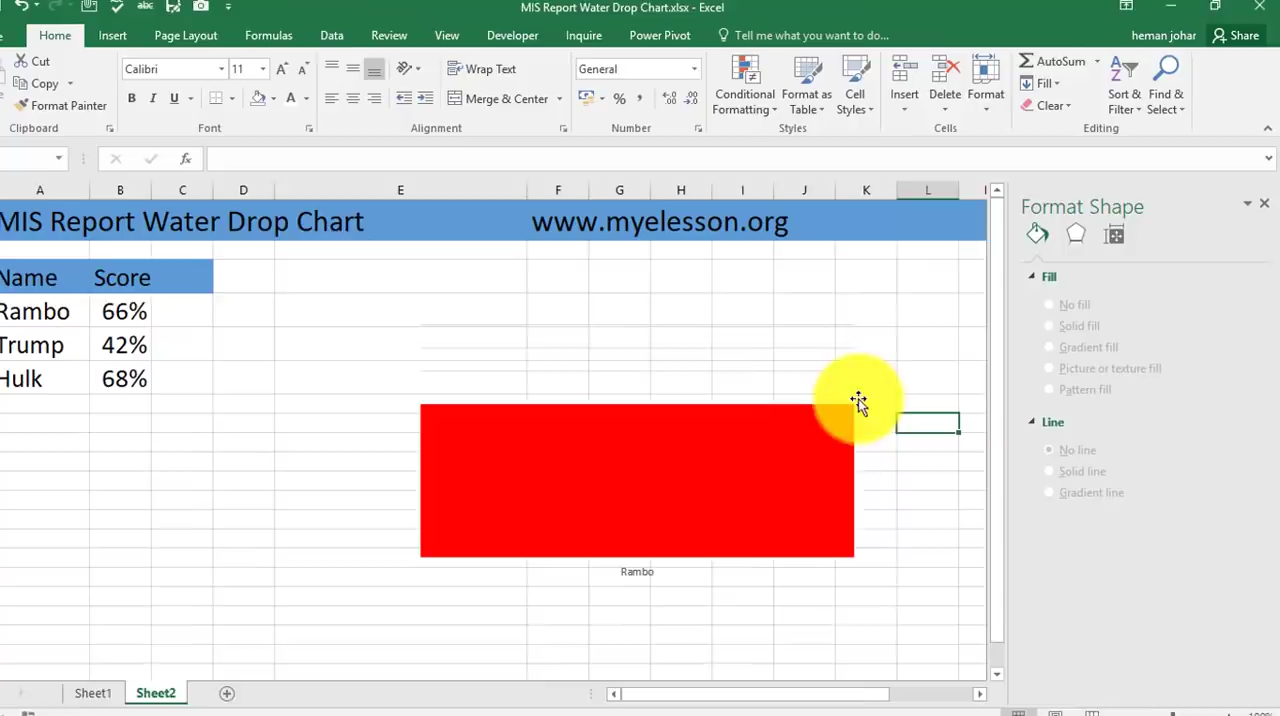 MIS Report Water Drop Chart.xlsx - Excel
Home Insert Page Layout Formulas Data Review View Developer Inquire Power Pivot Tell me what you want to do... heman johar Share
Cut
Copy
Format Painter
Clipboard
Calibri 11
B I U
Font
Wrap Text
Merge & Center
Alignment
General
%
Number
Conditional Formatting
Format as Table
Cell Styles
Styles
Insert Delete Format
Cells
AutoSum
Fill
Clear
Sort & Filter
Find & Select
Editing
fx
A B C D E F G H I J K L
MIS Report Water Drop Chart www.myelesson.org
Name Score
Rambo 66%
Trump 42%
Hulk 68%
Rambo
Format Shape
Fill
No fill
Solid fill
Gradient fill
Picture or texture fill
Pattern fill
Line
No line
Solid line
Gradient line
Sheet1 Sheet2